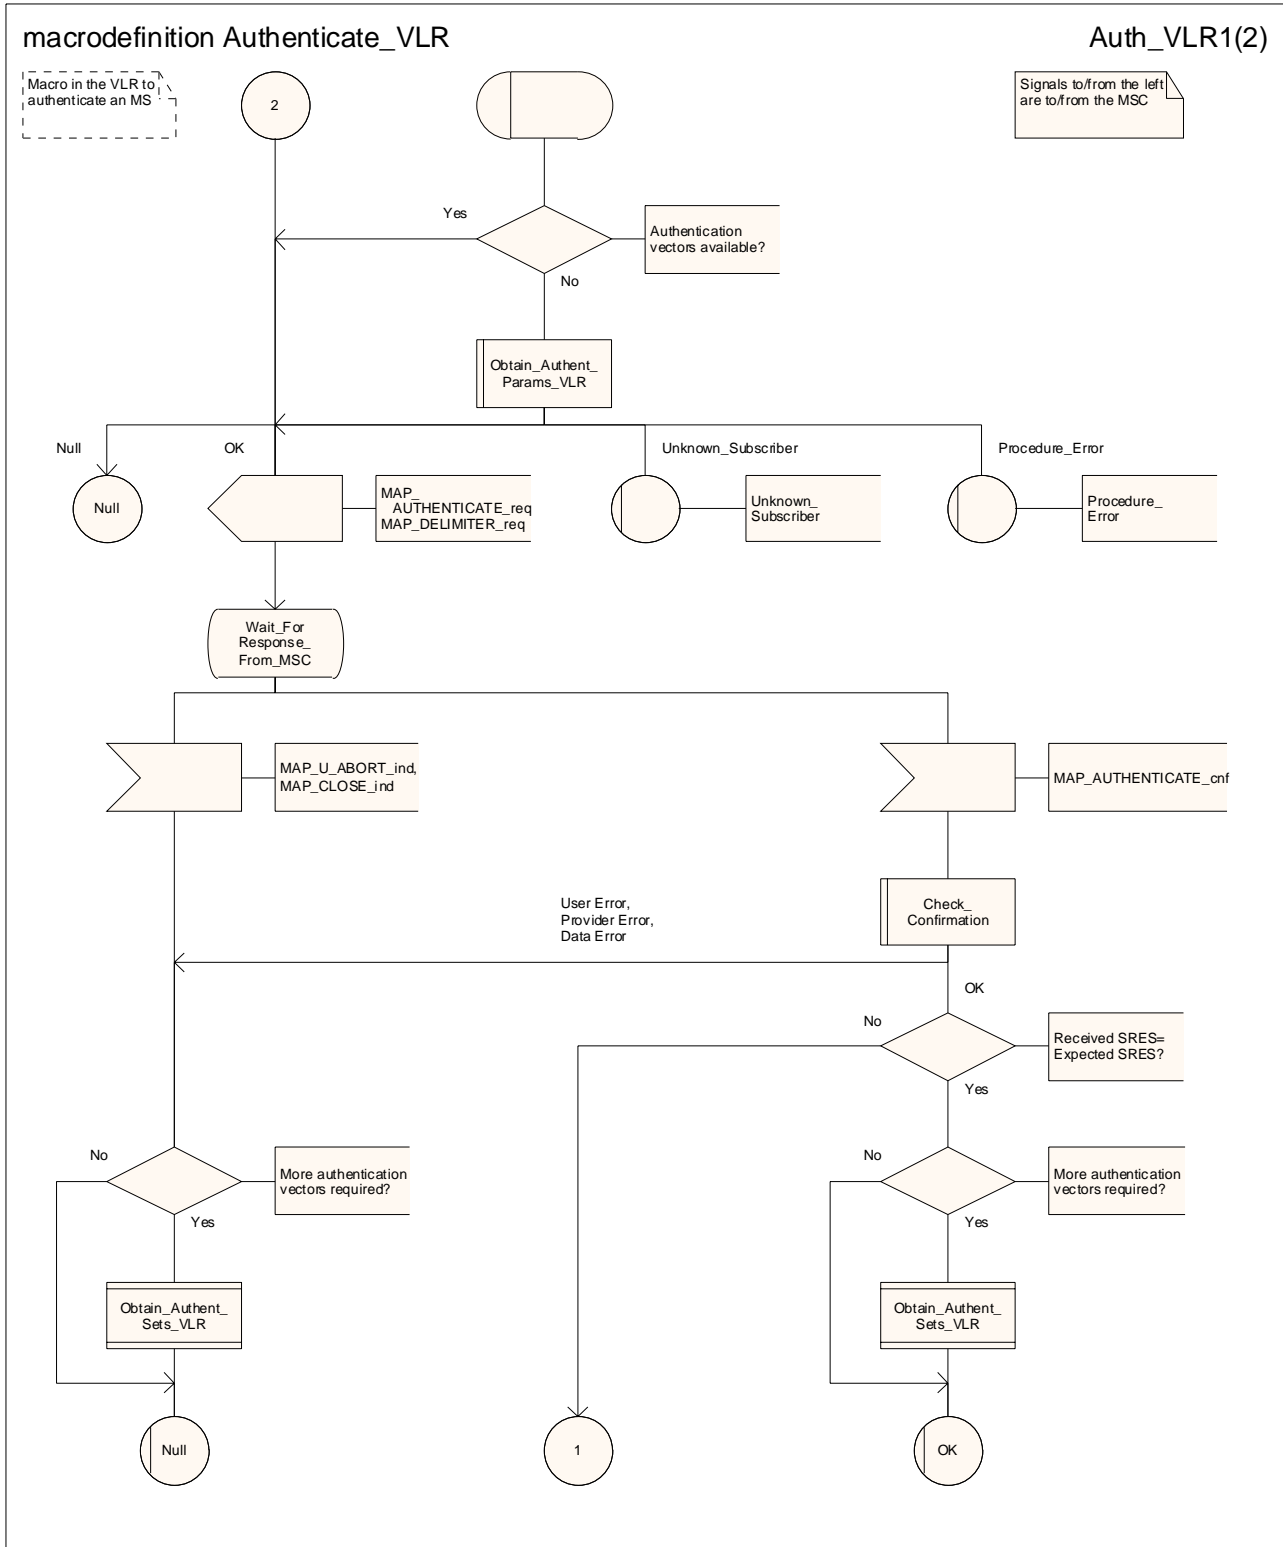 macrodefinition Authenticate_VLR
Auth_VLR1(2)
Macro in the VLR to
authenticate an MS
2
Signals to/from the left
are to/from the MSC
Yes
Authentication
vectors available?
No
Obtain_Authent_
Params_VLR
Null
OK
Unknown_Subscriber
Procedure_Error
Null
MAP_
AUTHENTICATE_req
MAP_DELIMITER_req
Unknown_
Subscriber
Procedure_
Error
Wait_For
Response_
From_MSC
MAP_U_ABORT_ind,
MAP_CLOSE_ind
MAP_AUTHENTICATE_cnf
User Error,
Provider Error,
Data Error
Check_
Confirmation
OK
No
Received SRES=
Expected SRES?
Yes
No
More authentication
vectors required?
Yes
No
More authentication
vectors required?
Yes
Obtain_Authent_
Sets_VLR
Obtain_Authent_
Sets_VLR
Null
1
OK